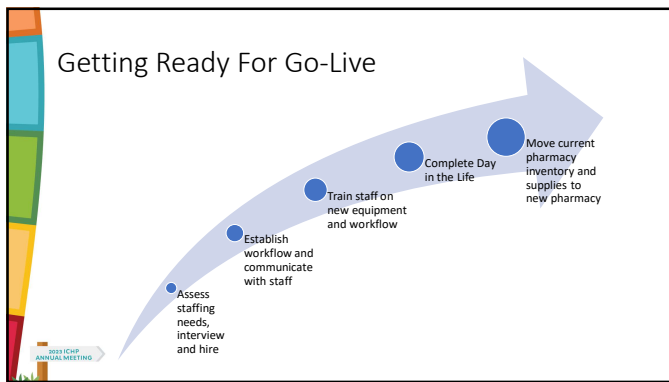 Getting Ready For Go-Live
Assess
staffing
needs,
interview
and hire
Establish
workflow and
communicate
with staff
Train staff on
new equipment
and workflow
Complete Day
in the Life
Move current
pharmacy
inventory and
supplies to
new pharmacy
2023 ICHP
ANNUAL MEETING